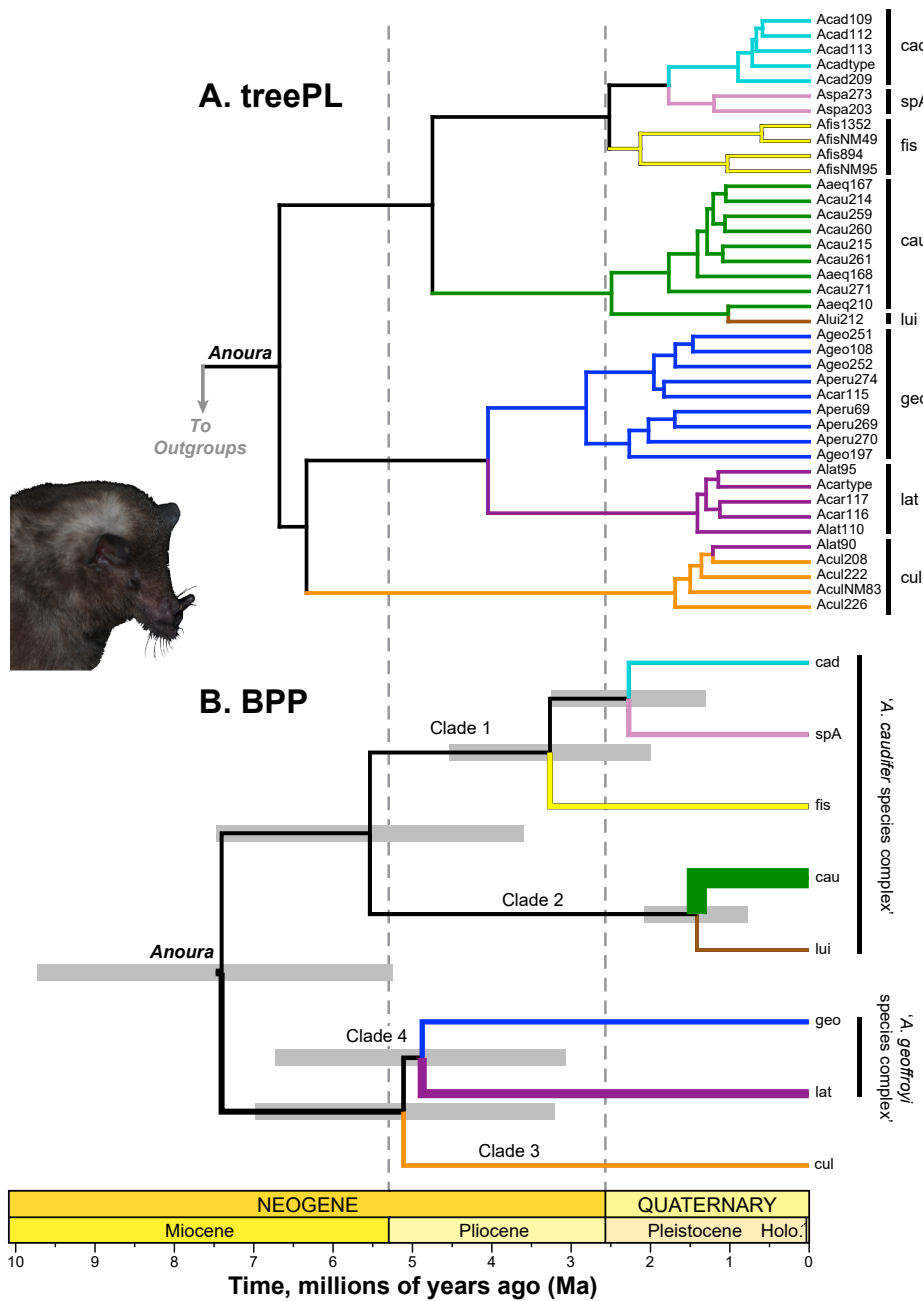 A. treePL
Acad109
Acad112
Acad113
Acadtype
Acad209
cad
Aspa273
Aspa203
spA
Afis1352
AfisNM49
Afis894
AfisNM95
fis
Aaeq167
Acau214
Acau259
Acau260
Acau215
Acau261
Aaeq168
Acau271
Aaeq210
cau
Alui212
lui
Ageo251
Ageo108
Ageo252
Aperu274
Acar115
Aperu69
Aperu269
Aperu270
Ageo197
geo
Alat95
Acartype
Acar117
Acar116
Alat110
lat
Alat90
Acul208
Acul222
AculNM83
Acul226
cul
Anoura
To
Outgroups
B. BPP
Clade 1
cad
spA
fis
Clade 2
cau
lui
'A. caudifer species complex'
Anoura
Clade 4
geo
lat
'A. geoffroyi
species complex'
Clade 3
cul
NEOGENE QUATERNARY
Miocene Pliocene Pleistocene Holo.
10 9 8 7 6 5 4 3 2 1 0
Time, millions of years ago (Ma)